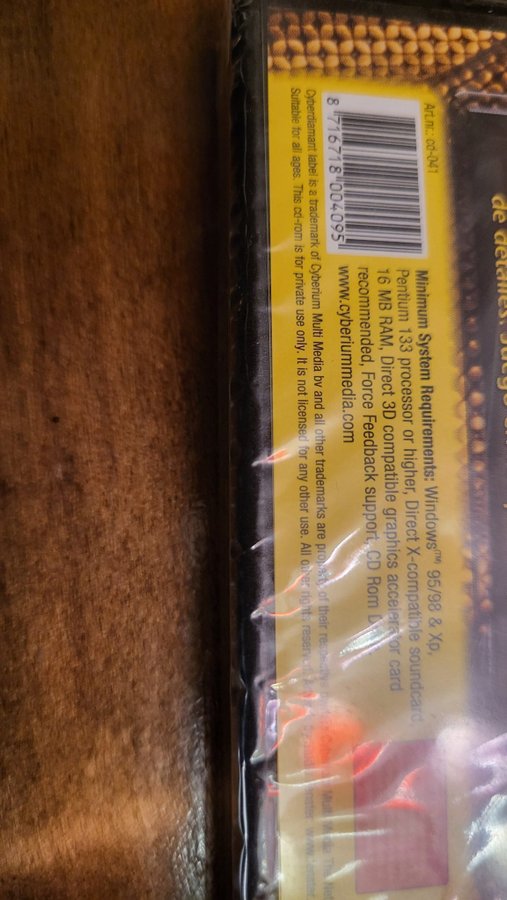 de detalles. Juego
Art.nr.: cd-041
8 716718 004095
Minimum System Requirements: Windows™ 95/98 & Xp,
Pentium 133 processor or higher, Direct X-compatible soundcard,
16 MB RAM, Direct 3D compatible graphics accelerator card
recommended, Force Feedback support, CD Rom
www.cyberiummedia.com
Cyberdiamant label is a trademark of Cyberium Multi Media bv and all other trademarks are property of their
Suitable for all ages. This cd-rom is for private use only. It is not licensed for any other use. All other rights reserved